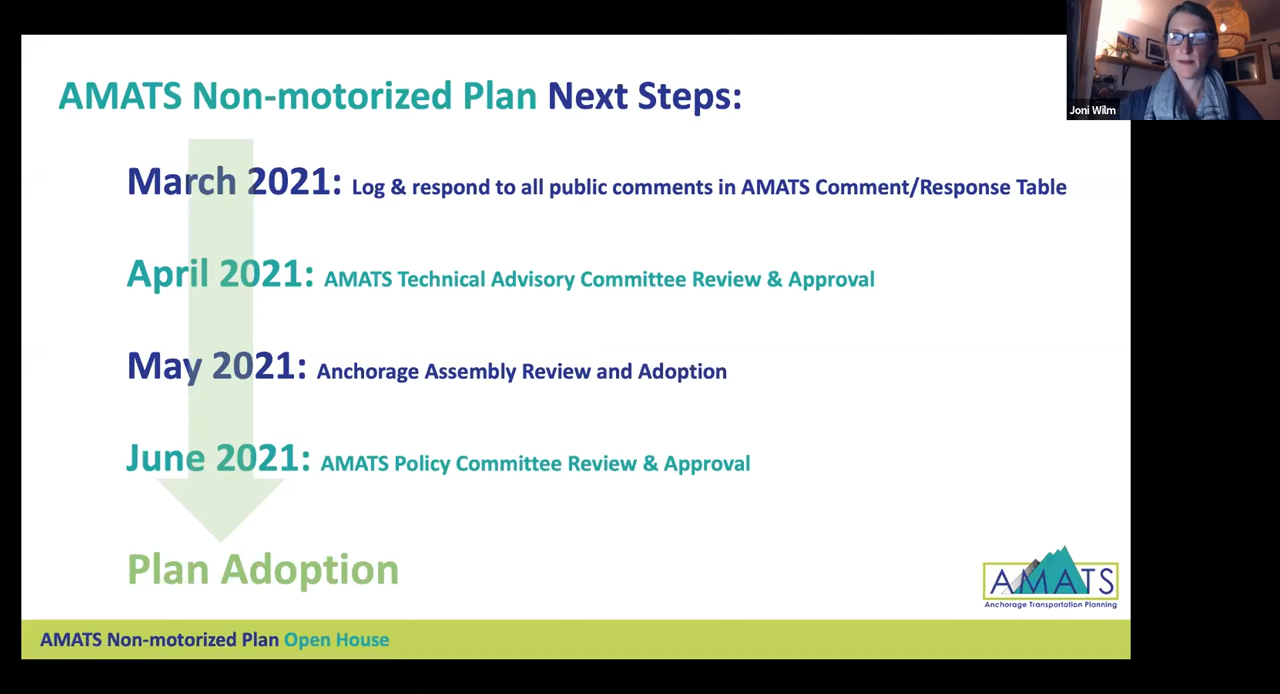 Joni Wilm
AMATS Non-motorized Plan Next Steps:
March 2021: Log & respond to all public comments in AMATS Comment/Response Table
April 2021: AMATS Technical Advisory Committee Review & Approval
May 2021: Anchorage Assembly Review and Adoption
June 2021: AMATS Policy Committee Review & Approval
Plan Adoption
AMATS
Anchorage Transportation Planning
AMATS Non-motorized Plan Open House